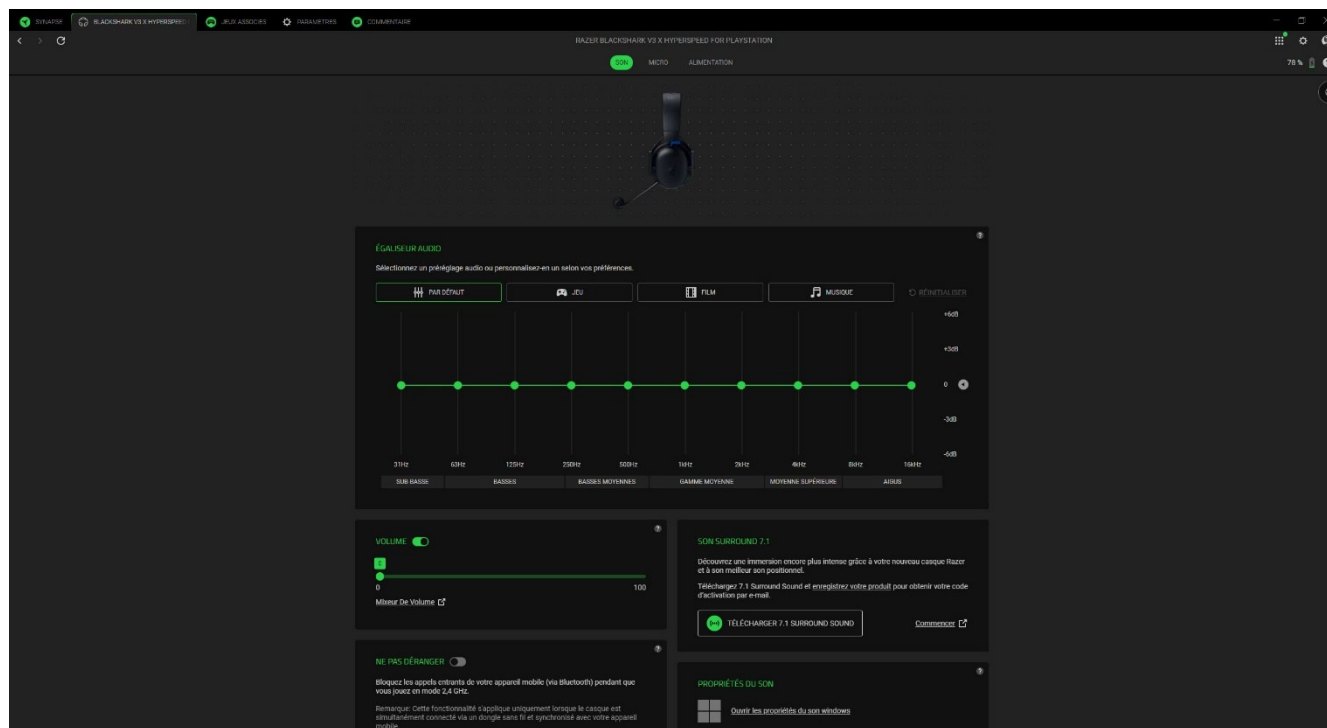 SYNAPSE
BLACKSHARK V3 X HYPERSPEED
JEUX ASSOCIÉS
PARAMÈTRES
COMMENTAIRE
RAZER BLACKSHARK V3 X HYPERSPEED FOR PLAYSTATION
SON MICRO ALIMENTATION
78 %
ÉGALISEUR AUDIO
Sélectionnez un préréglage audio ou personnalisez-en un selon vos préférences.
PAR DÉFAUT JEU FILM MUSIQUE RÉINITIALISER
+6dB
+3dB
0
-3dB
-6dB
31Hz 63Hz 125Hz 250Hz 500Hz 1kHz 2kHz 4kHz 8kHz 16kHz
SUB-BASSE BASSES BASSES MOYENNES GAMME MOYENNE MOYENNE SUPÉRIEURE AIGUS
VOLUME
0 100
Mixeur De Volume
SON SURROUND 7.1
Découvrez une immersion encore plus intense grâce à votre nouveau casque Razer
et à son meilleur son positionnel.
Téléchargez 7.1 Surround Sound et enregistrez votre produit pour obtenir votre code
d'activation par e-mail.
TÉLÉCHARGER 7.1 SURROUND SOUND
Commencer
NE PAS DÉRANGER
Bloquez les appels entrants de votre appareil mobile (via Bluetooth) pendant que
vous jouez en mode 2,4 GHz.
Remarque: Cette fonctionnalité s'applique uniquement lorsque le casque est
simultanément connecté via un dongle sans fil et synchronisé avec votre appareil
mobile.
PROPRIÉTÉS DU SON
Ouvrir les propriétés du son windows